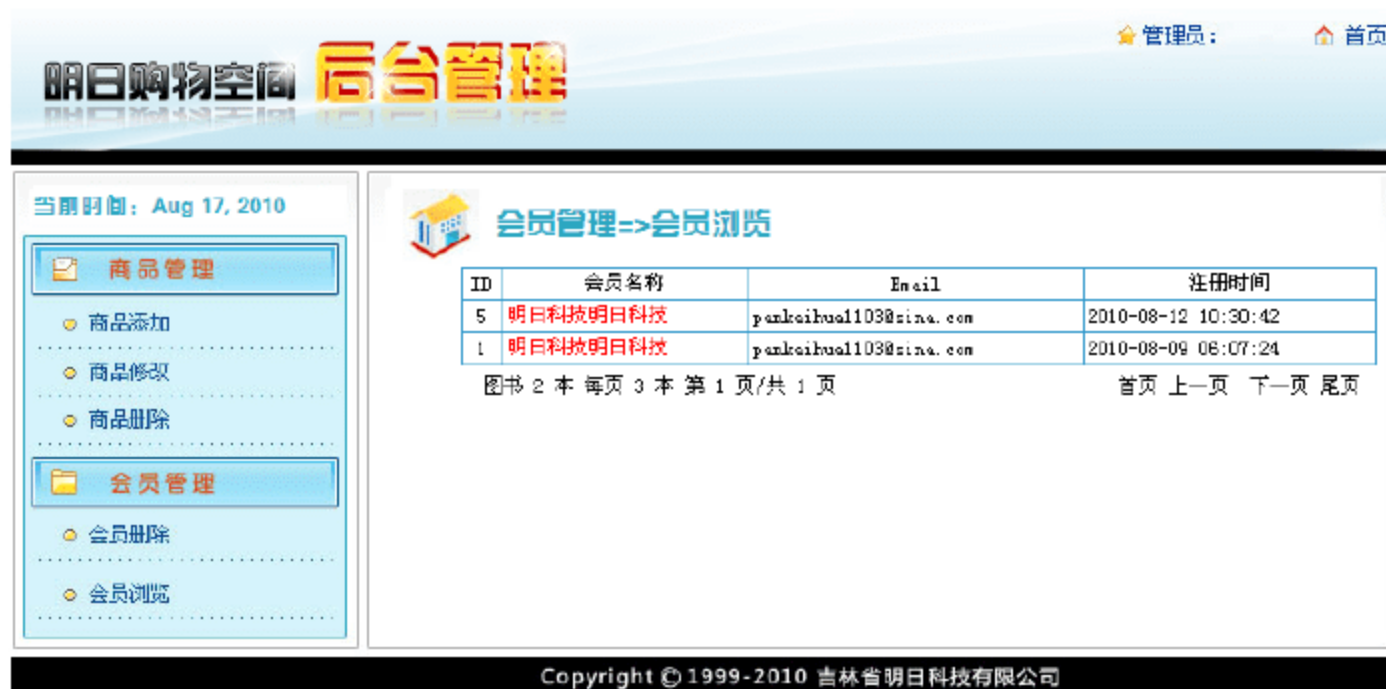 明日购物空间 后台管理
管理员： 首页
当前时间：Aug 17, 2010
商品管理
商品添加
商品修改
商品删除
会员管理
会员删除
会员浏览
会员管理=>会员浏览
ID 会员名称 Email 注册时间
5 明日科技明日科技 pankaihua1103@sina.com 2010-08-12 10:30:42
1 明日科技明日科技 pankaihua1103@sina.com 2010-08-09 06:07:24
图书 2 本 每页 3 本 第 1 页/共 1 页 首页 上一页 下一页 尾页
Copyright © 1999-2010 吉林省明日科技有限公司